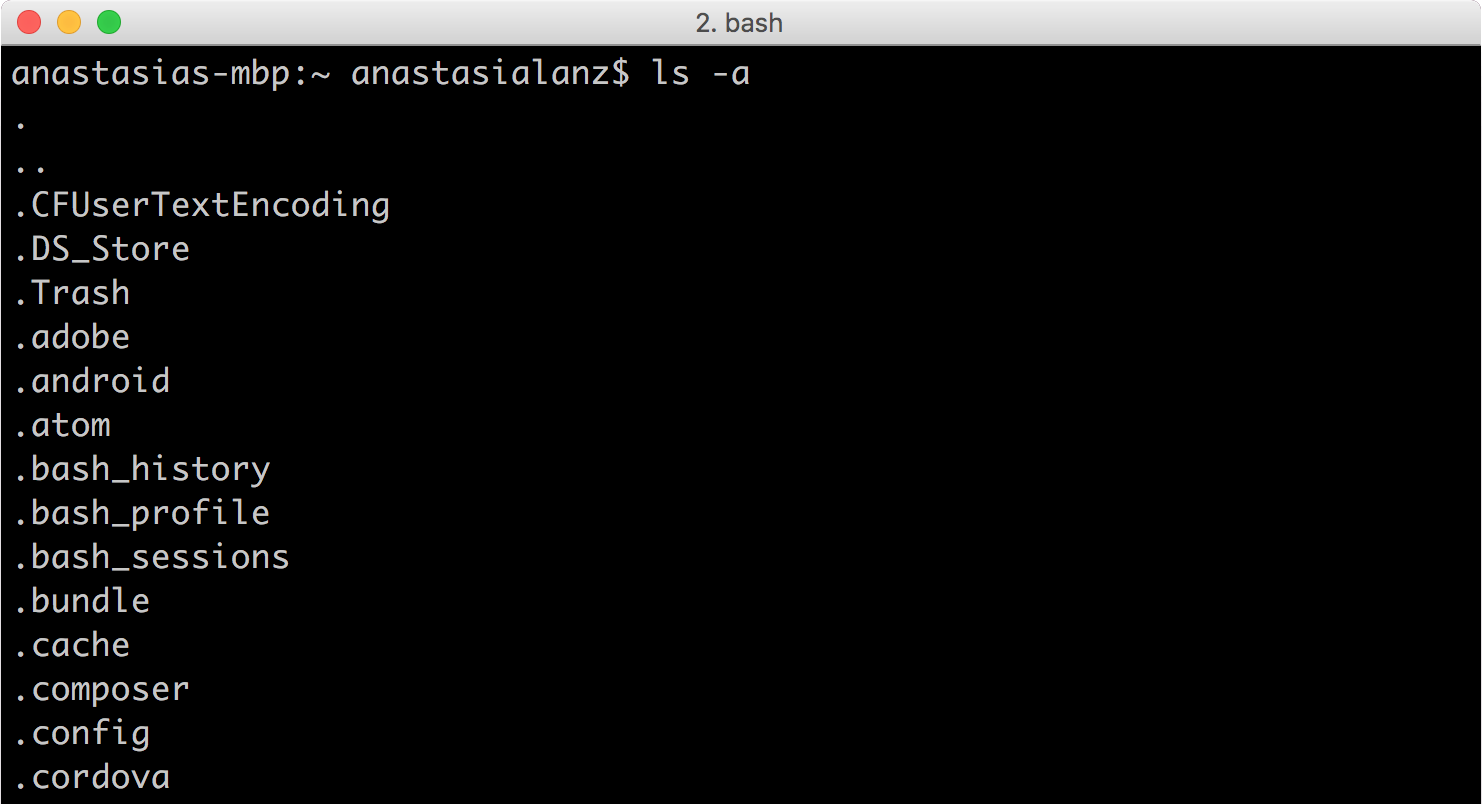 2. bash
anastasias-mbp:~ anastasialanz$ ls -a
.
..
.CFUserTextEncoding
.DS_Store
.Trash
.adobe
.android
.atom
.bash_history
.bash_profile
.bash_sessions
.bundle
.cache
.composer
.config
.cordova